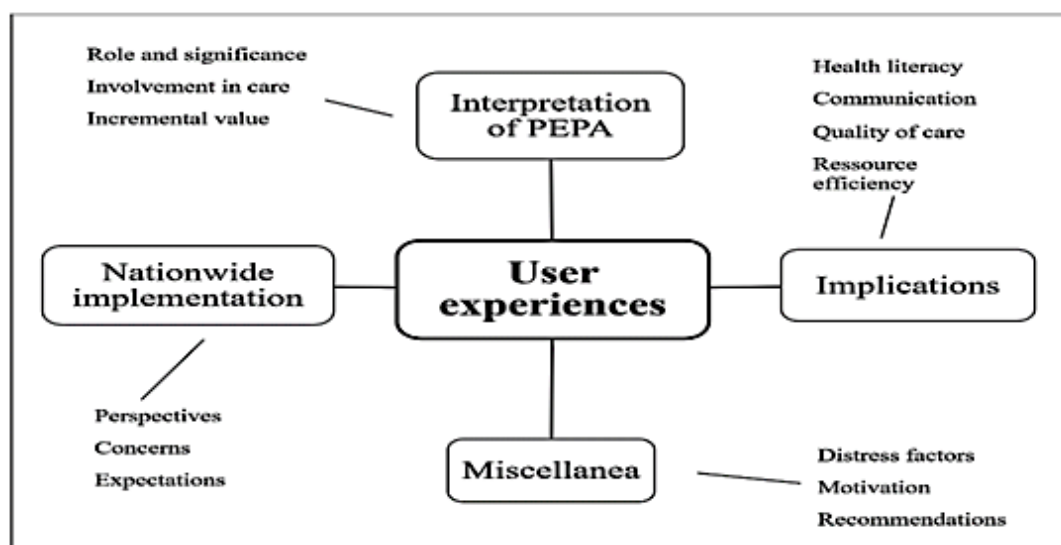 Role and significance
Involvement in care
Incremental value
Interpretation
of PEPA
Health literacy
Communication
Quality of care
Ressource
efficiency
Nationwide
implementation
User
experiences
Implications
Perspectives
Concerns
Expectations
Miscellanea
Distress factors
Motivation
Recommendations